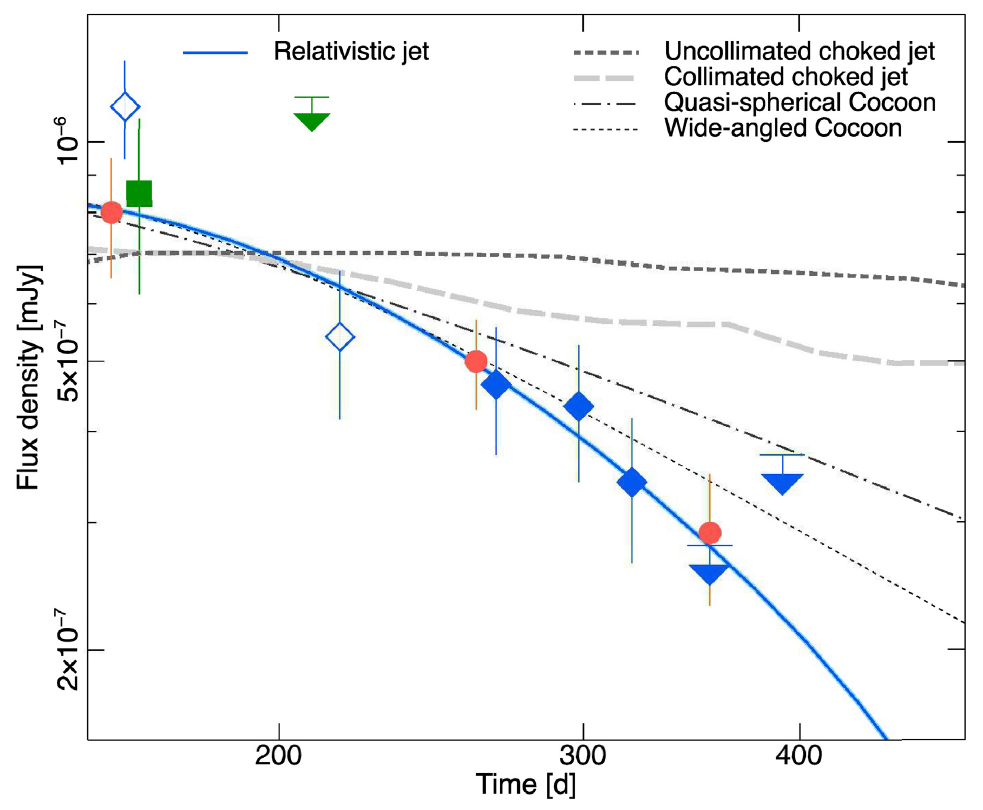 Relativistic jet
Uncollimated choked jet
Collimated choked jet
Quasi-spherical Cocoon
Wide-angled Cocoon
Flux density [mJy]
10⁻⁶
5×10⁻⁷
2×10⁻⁷
200
300
400
Time [d]